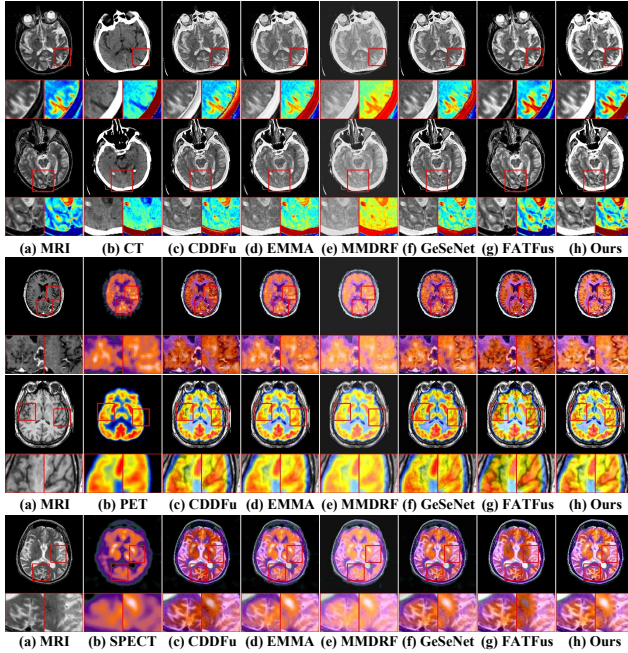 (a) MRI (b) CT (c) CDDFu (d) EMMA (e) MMDRF (f) GeSeNet (g) FATFus (h) Ours
(a) MRI (b) PET (c) CDDFu (d) EMMA (e) MMDRF (f) GeSeNet (g) FATFus (h) Ours
(a) MRI (b) SPECT (c) CDDFu (d) EMMA (e) MMDRF (f) GeSeNet (g) FATFus (h) Ours